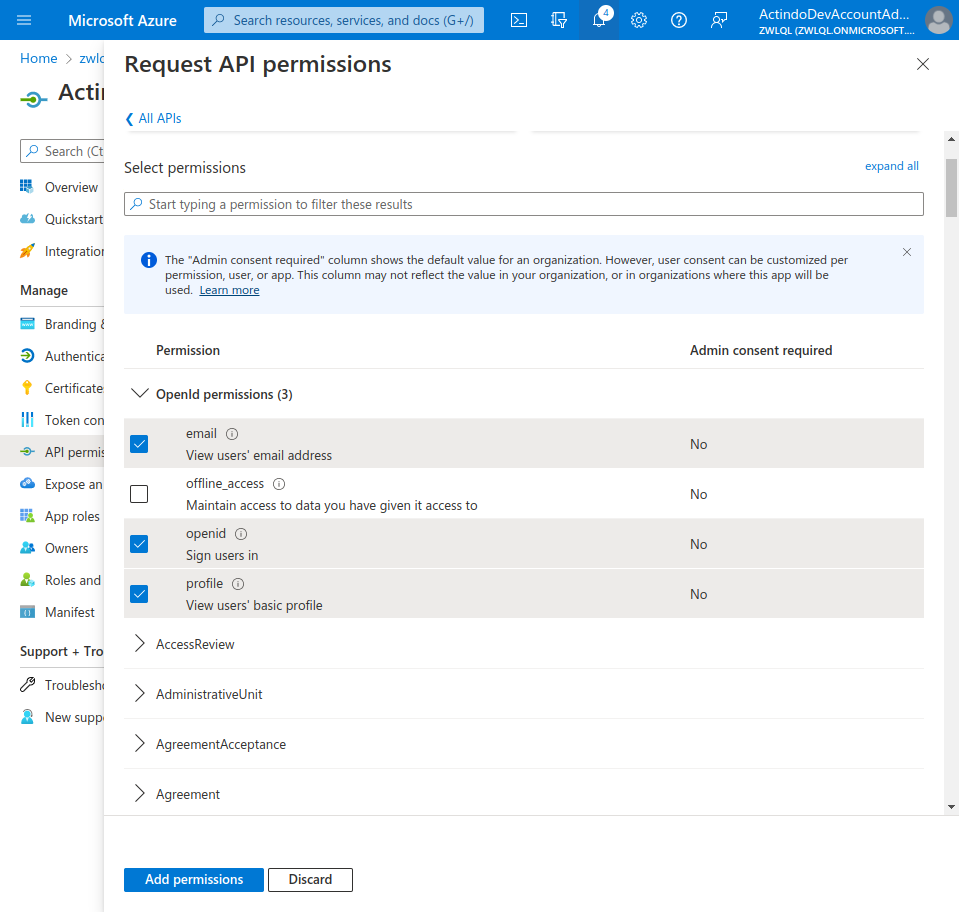 Microsoft Azure
Search resources, services, and docs (G+/)
4
ActindoDevAccountAd...
ZWLQL (ZWLQL.ONMICROSOFT....
Home > zwlc
Actin
Search (Ct
Overview
Quickstart
Integration
Manage
Branding &
Authentica
Certificates
Token con
API permis
Expose an
App roles
Owners
Roles and
Manifest
Support + Tro
Troublesho
New suppo
Request API permissions
All APIs
Select permissions
expand all
Start typing a permission to filter these results
The "Admin consent required" column shows the default value for an organization. However, user consent can be customized per
permission, user, or app. This column may not reflect the value in your organization, or in organizations where this app will be
used. Learn more
Permission
Admin consent required
OpenId permissions (3)
email
View users' email address
No
offline_access
Maintain access to data you have given it access to
No
openid
Sign users in
No
profile
View users' basic profile
No
AccessReview
AdministrativeUnit
AgreementAcceptance
Agreement
Add permissions
Discard